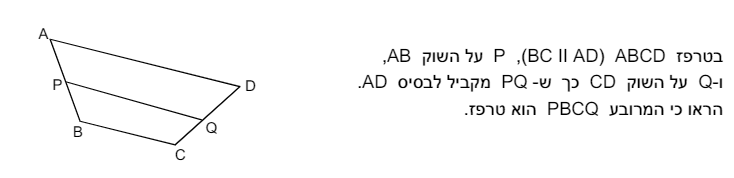 A
D
P
Q
B
C
בטרפז ABCD (BC II AD), P על השוק AB,
ו-Q על השוק CD כך ש- PQ מקביל לבסיס AD.
הראו כי המרובע PBCQ הוא טרפז.